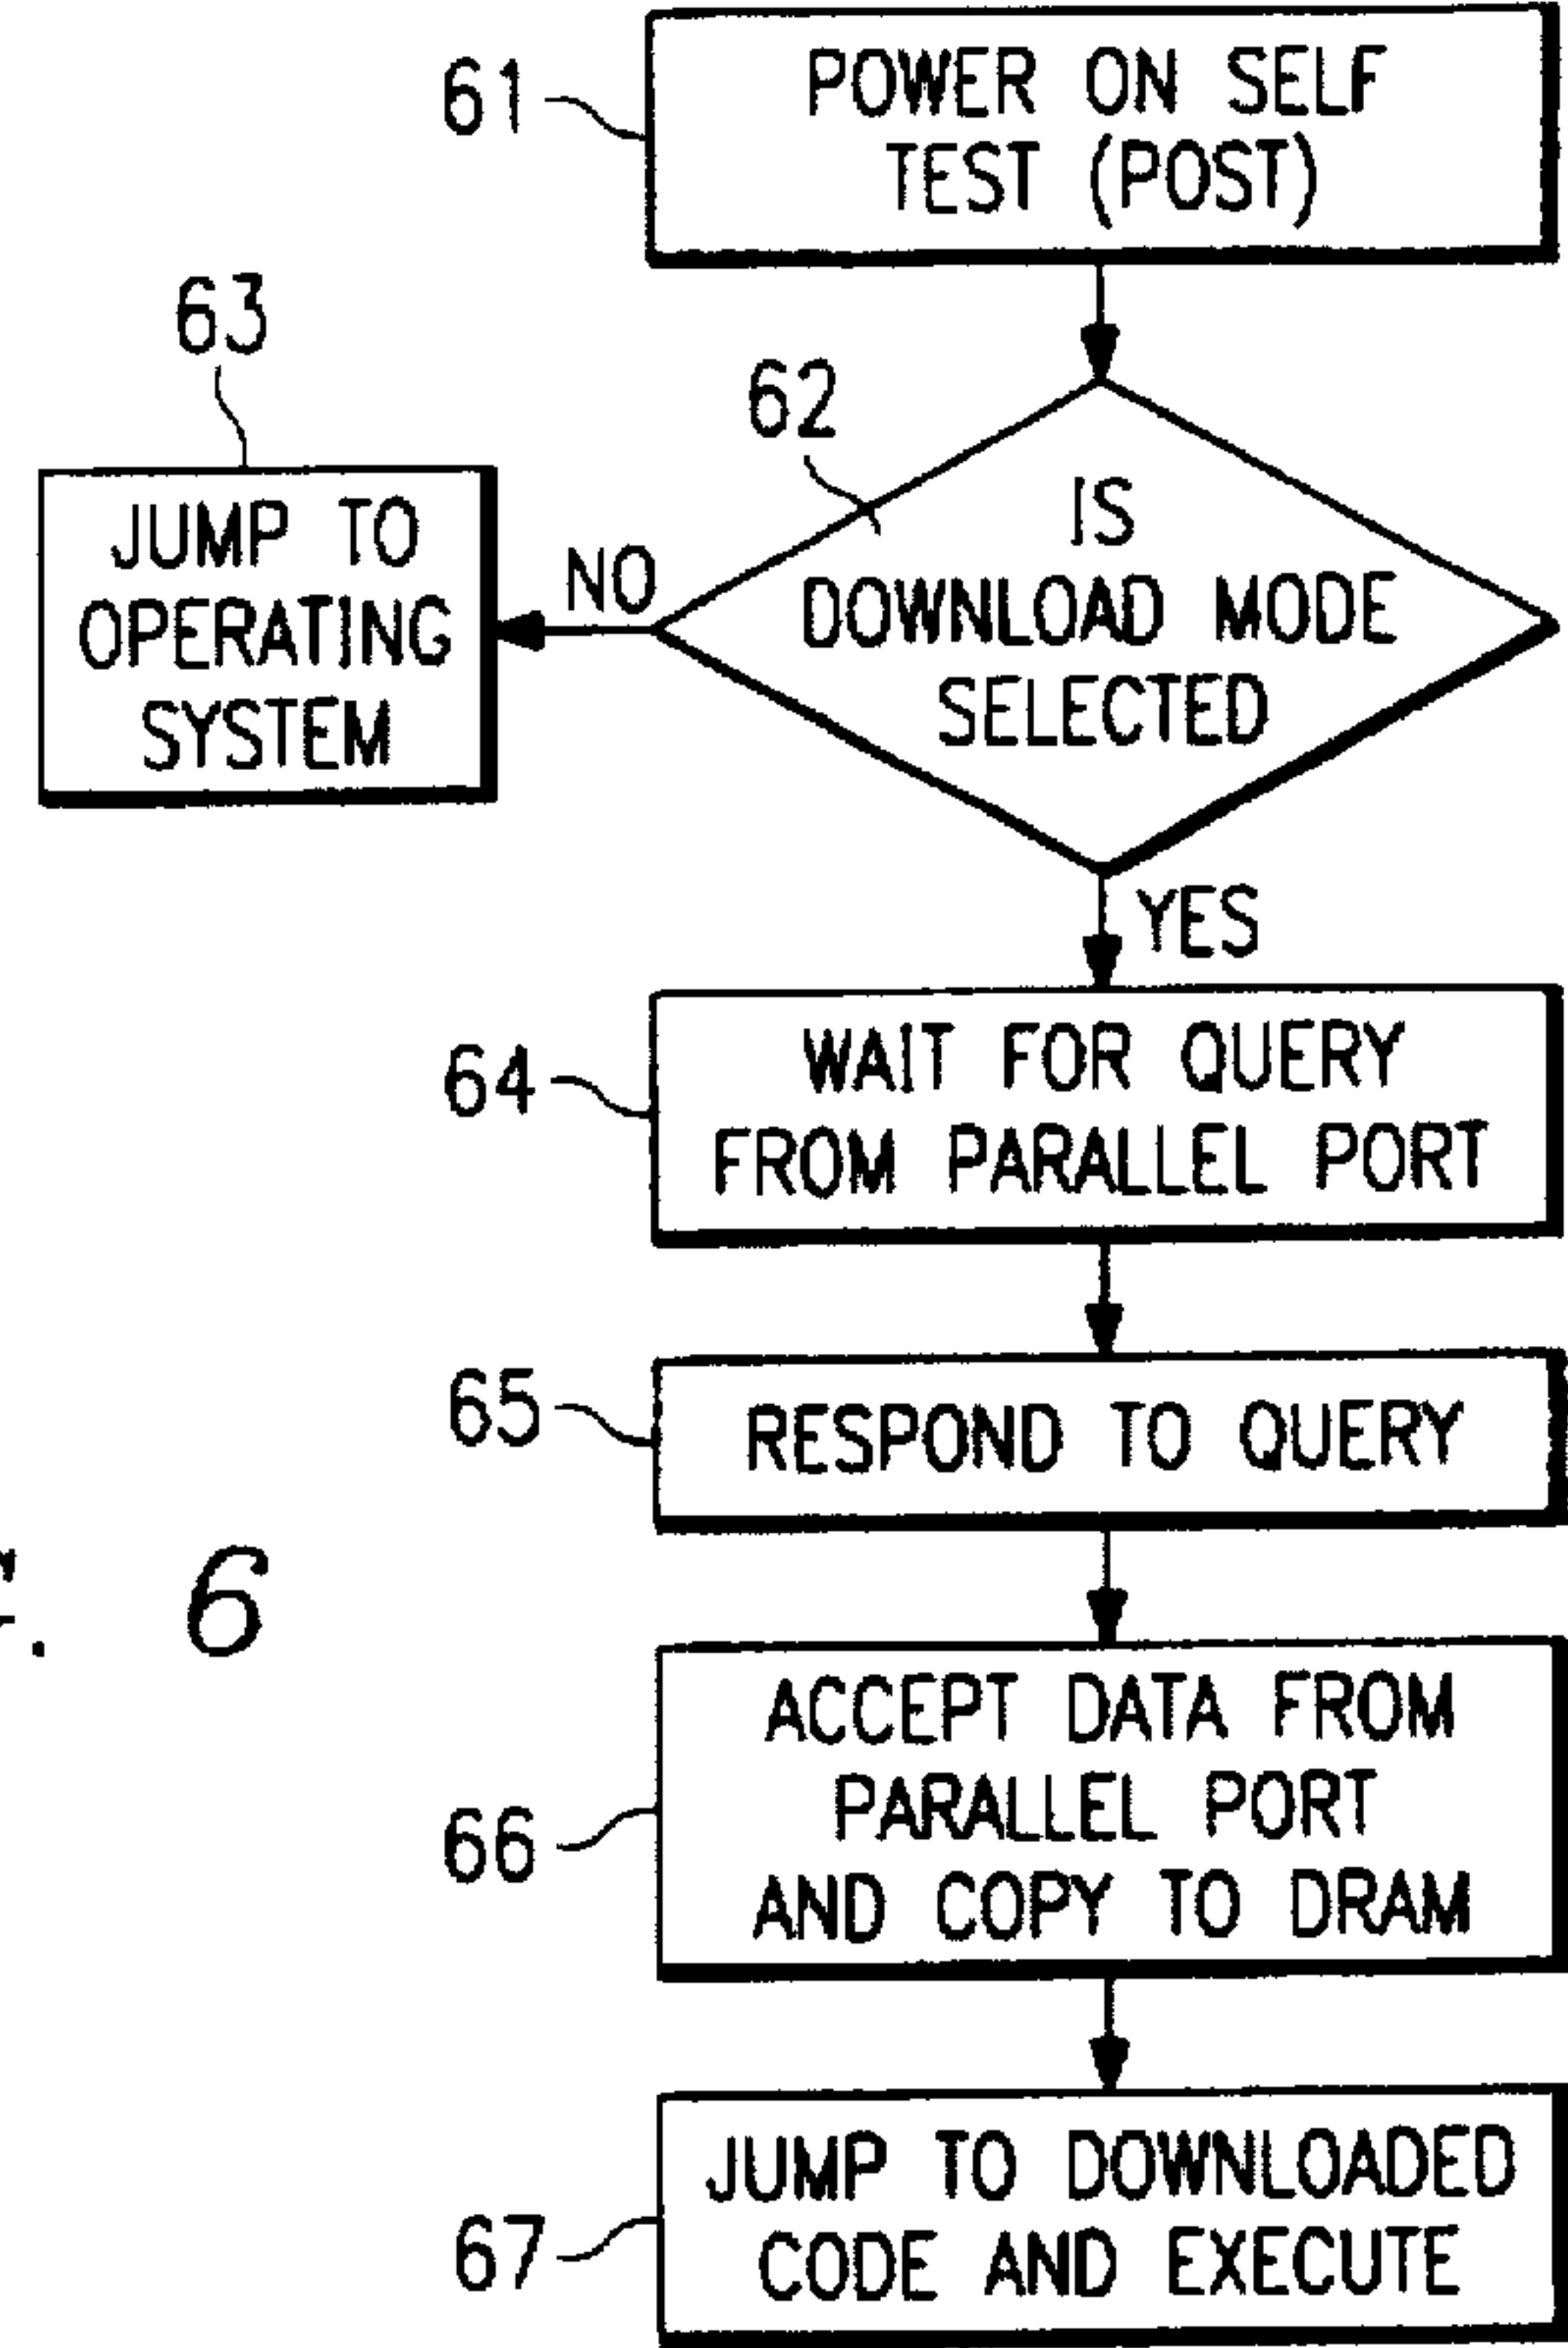 61
POWER ON SELF
TEST (POST)
63
62
JUMP TO
OPERATING
SYSTEM
NO
IS
DOWNLOAD MODE
SELECTED
YES
64
WAIT FOR QUERY
FROM PARALLEL PORT
65
RESPOND TO QUERY
6
66
ACCEPT DATA FROM
PARALLEL PORT
AND COPY TO DRAM
67
JUMP TO DOWNLOADED
CODE AND EXECUTE